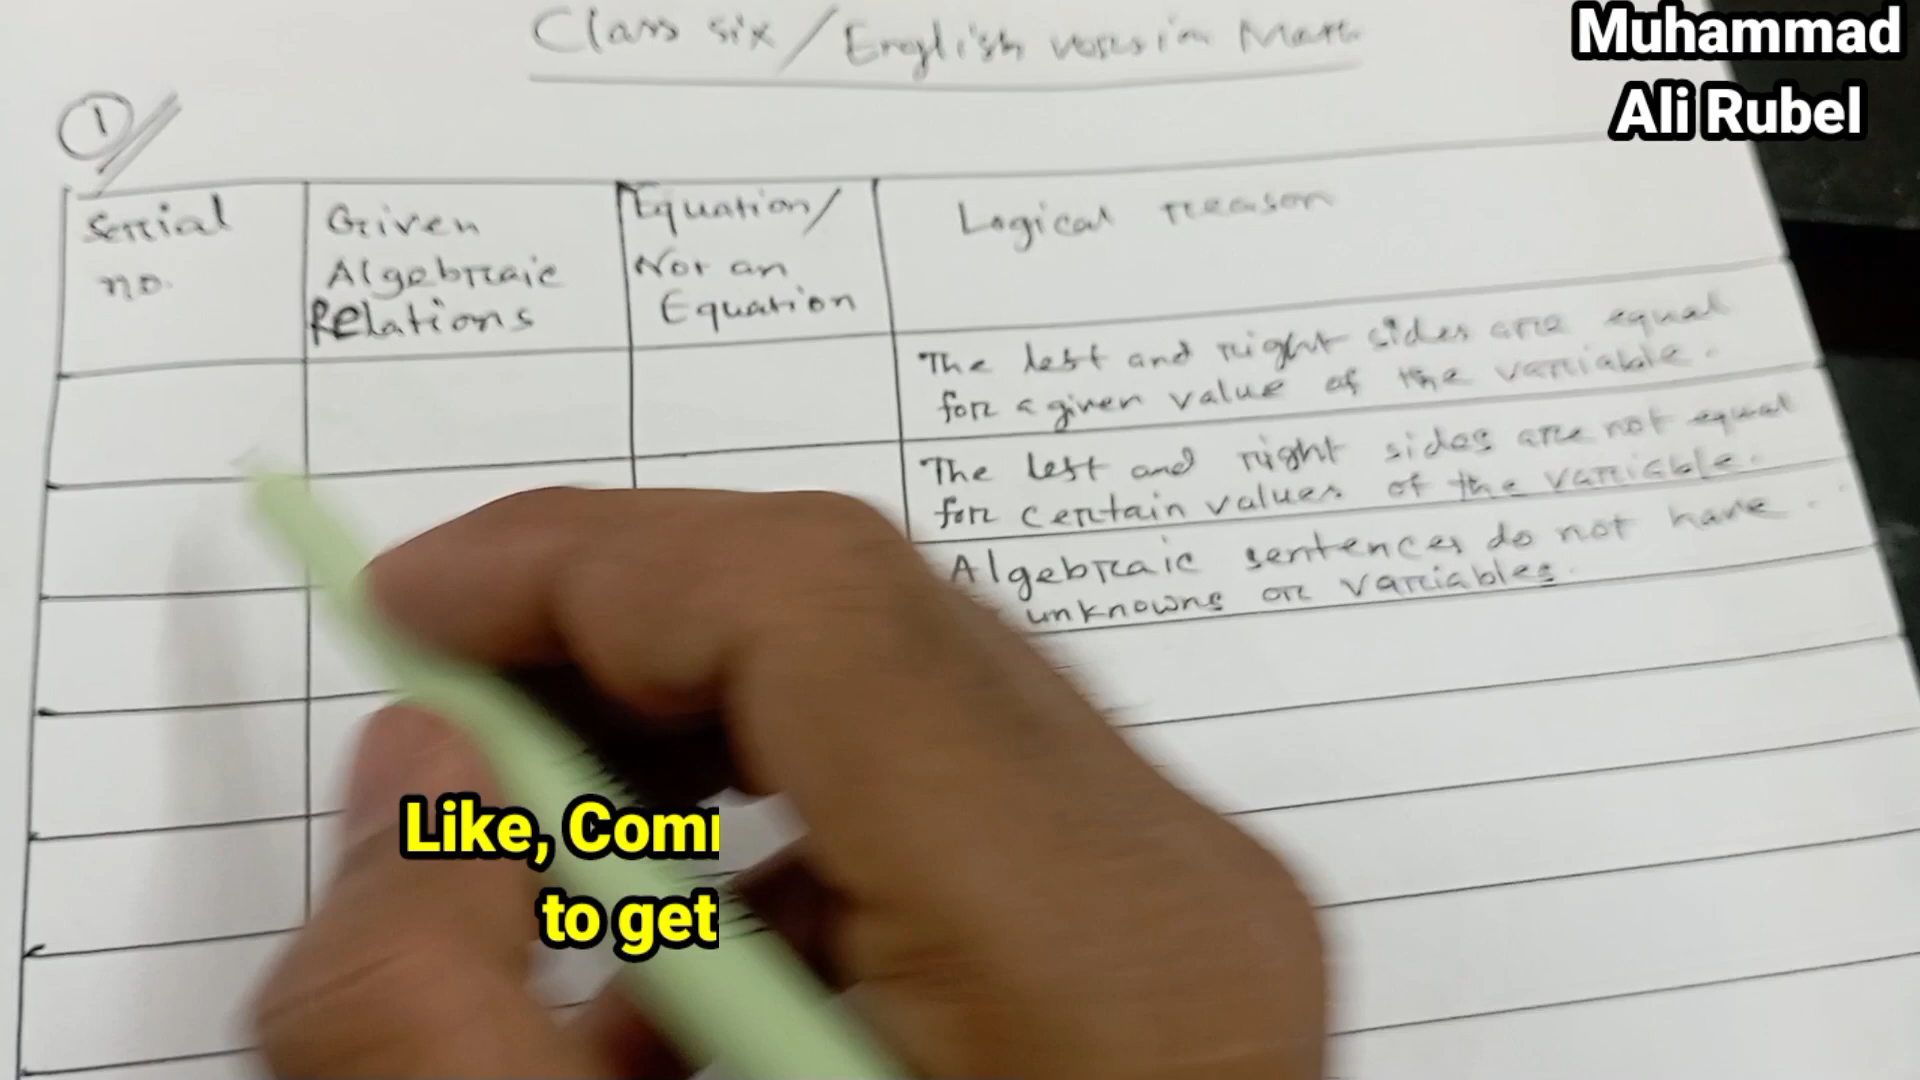 Class six / English version Math
Muhammad
Ali Rubel
1
Serial
no.
Given
Algebraic
Relations
Equation/
Not an
Equation
Logical reason
The left and right sides are equal
for a given value of the variable.
The left and right sides are not equal
for certain values of the variable.
Algebraic sentences do not have
unknowns or variables.
Like, Com
to get